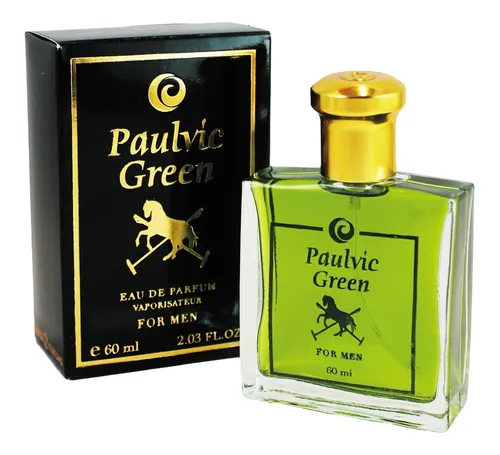 Paulvic
Green
EAU DE PARFUM
VAPORISATEUR
FOR MEN
e 60 ml 2.03 FL.OZ
Paulvic
Green
FOR MEN
60 ml